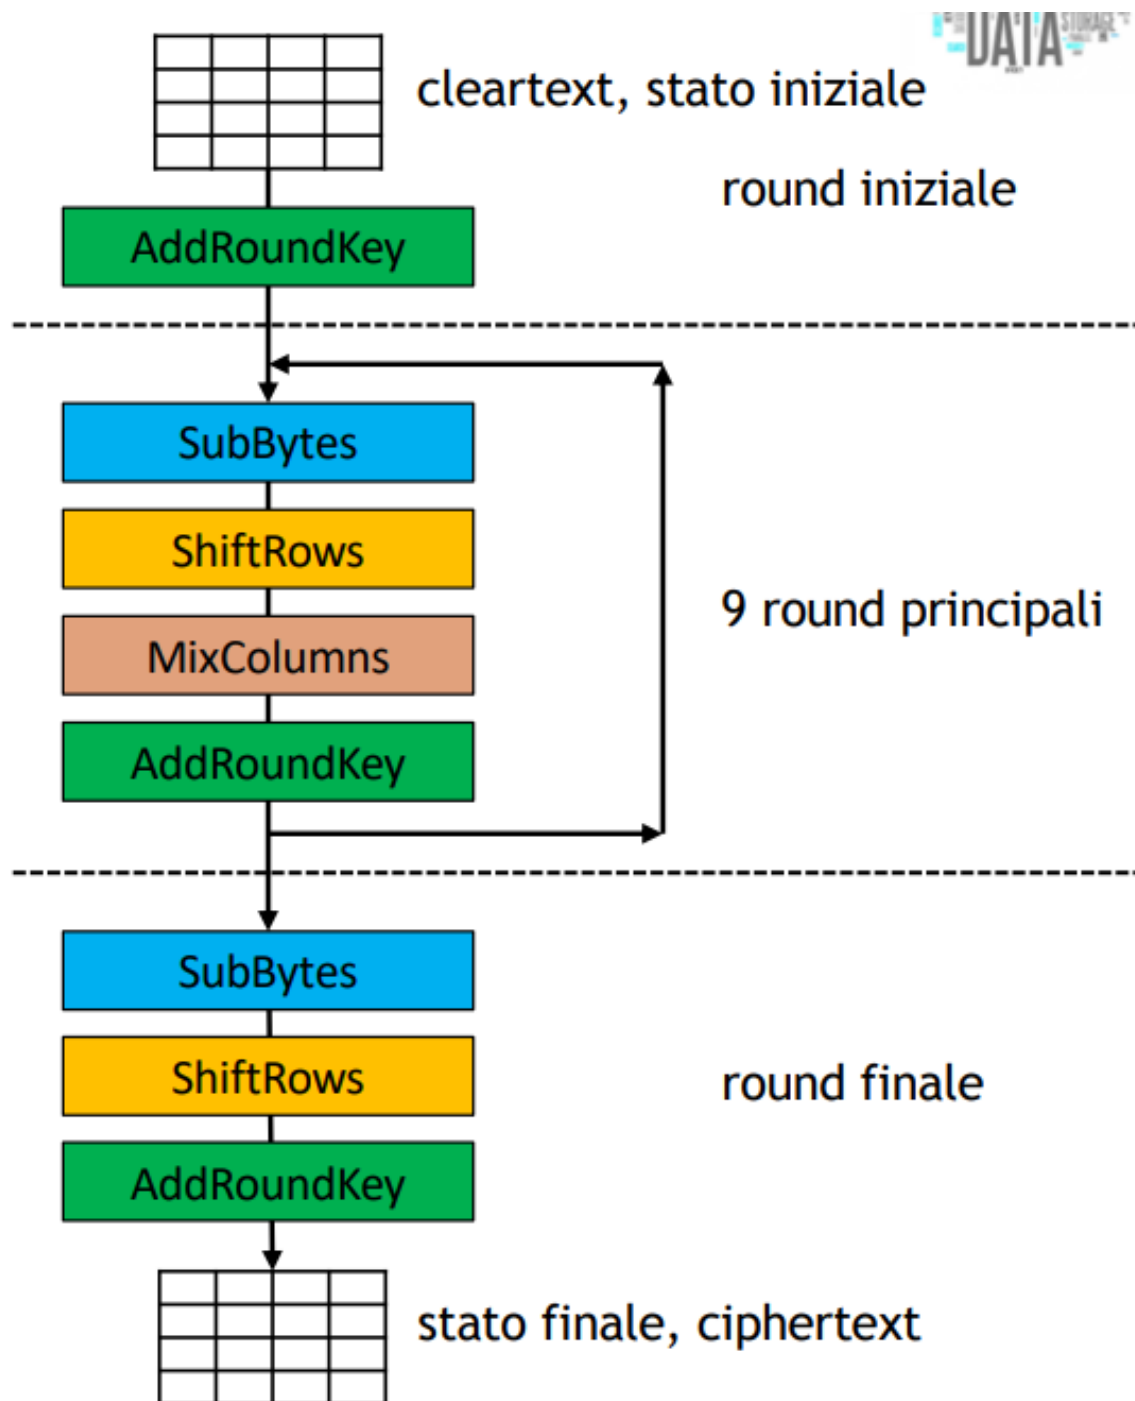 DATA
STORAGE
cleartext, stato iniziale
round iniziale
AddRoundKey
SubBytes
ShiftRows
9 round principali
MixColumns
AddRoundKey
SubBytes
ShiftRows
round finale
AddRoundKey
stato finale, ciphertext